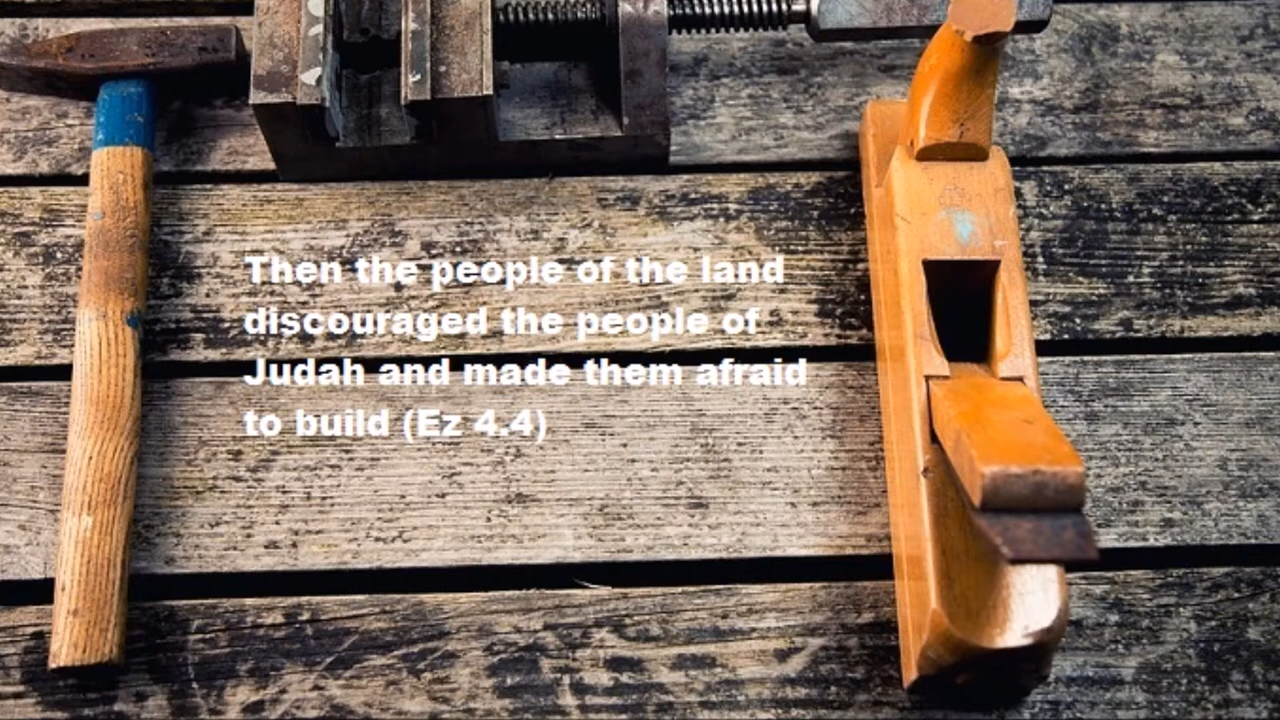 Then the people of the land
discouraged the people of
Judah and made them afraid
to build (Ez 4.4)